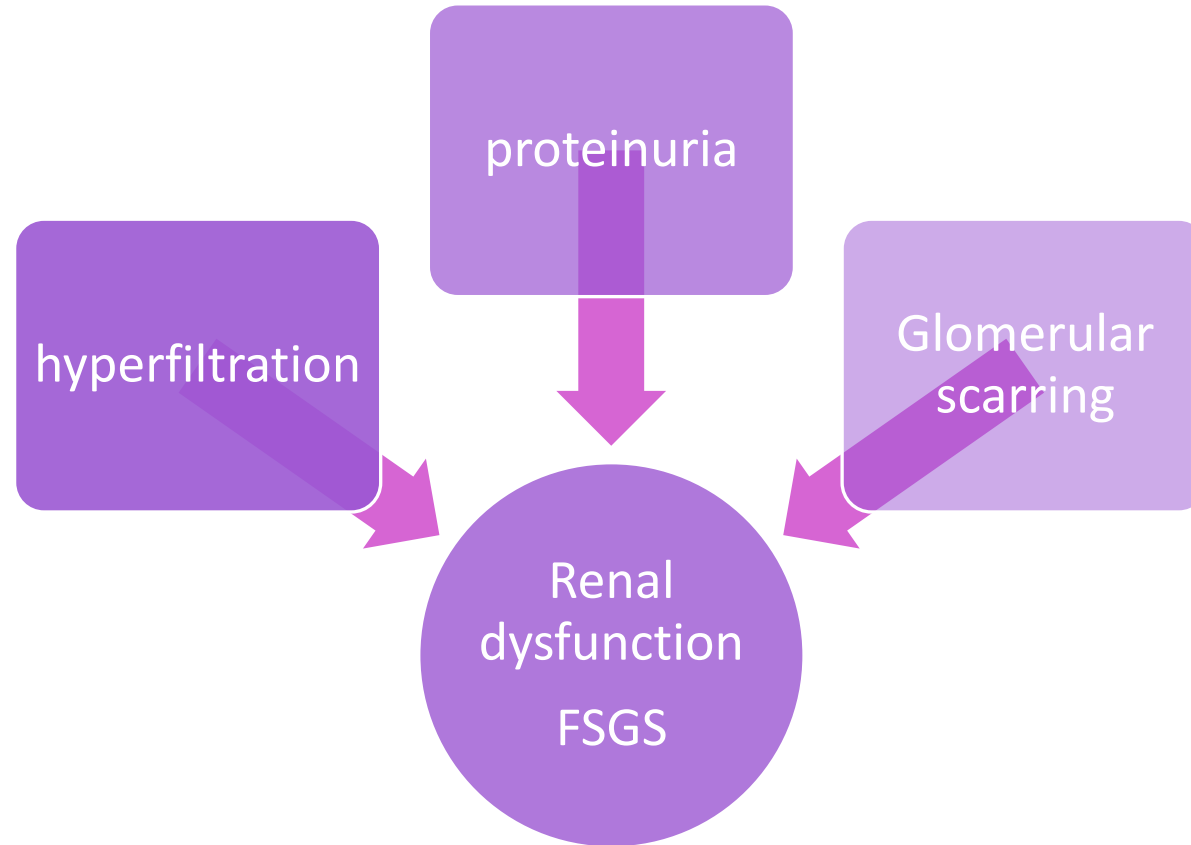 proteinuria
hyperfiltration
Glomerular
scarring
Renal
dysfunction
FSGS